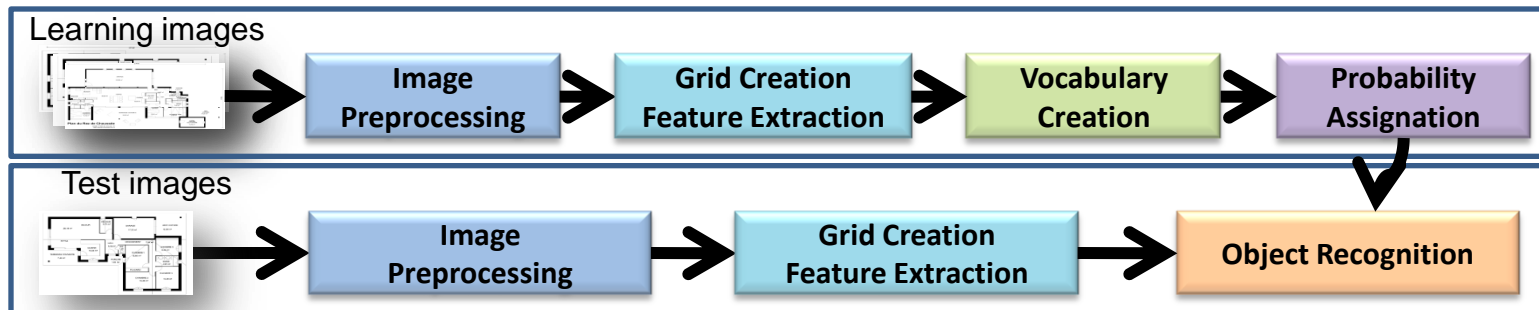 Learning images
Image
Preprocessing
Grid Creation
Feature Extraction
Vocabulary
Creation
Probability
Assignation
Test images
Image
Preprocessing
Grid Creation
Feature Extraction
Object Recognition